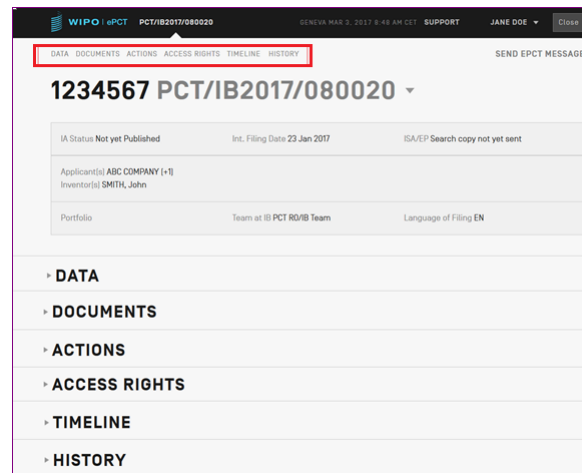 WIPO | ePCT PCT/IB2017/080020 GENEVA MAR 3, 2017 8:48 AM CET SUPPORT JANE DOE Close
DATA DOCUMENTS ACTIONS ACCESS RIGHTS TIMELINE HISTORY SEND EPCT MESSAGE
1234567 PCT/IB2017/080020
IA Status Not yet Published Int. Filing Date 23 Jan 2017 ISA/EP Search copy not yet sent
Applicant(s) ABC COMPANY (+1)
Inventor(s) SMITH, John
Portfolio Team at IB PCT RO/IB Team Language of Filing EN
DATA
DOCUMENTS
ACTIONS
ACCESS RIGHTS
TIMELINE
HISTORY